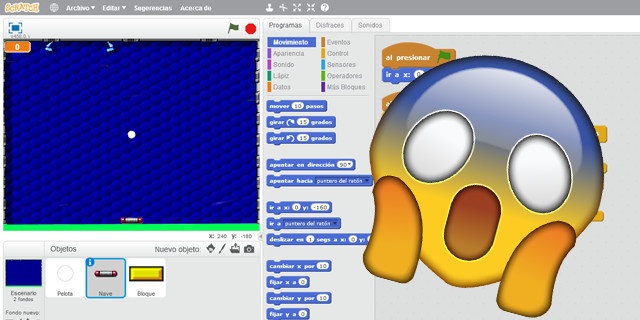 SCRATCH Archivo Editar Sugerencias Acerca de
0
x: 240 y: -180
Objetos Nuevo objeto:
Escenario
2 fondos
Fondo nuevo:
Pelota
Nave
Bloque
Programas Disfraces Sonidos
Movimiento Eventos
Apariencia Control
Sonido Sensores
Lápiz Operadores
Datos Más Bloques
mover 10 pasos
girar 15 grados
girar 15 grados
apuntar en dirección 90
apuntar hacia puntero del ratón
ir a x: 0 y: -160
ir a puntero del ratón
deslizar en 1 segs a x: 0 y:
cambiar x por 10
fijar x a 0
cambiar y por 10
fijar y a 0
al presionar
ir a x: 0